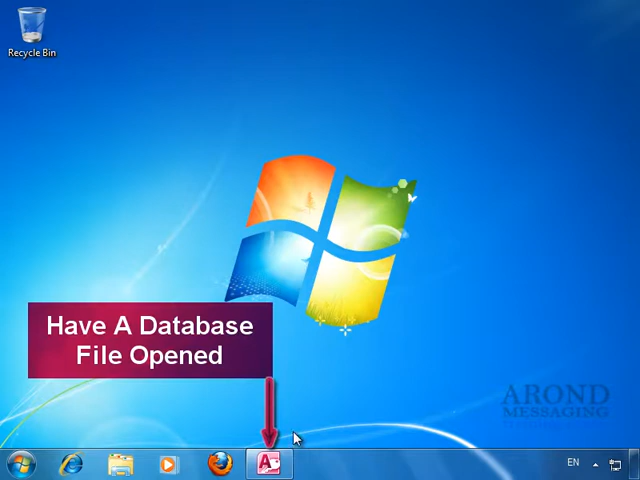 Recycle Bin
Have A Database
File Opened
AROND
MESSAGING
EN